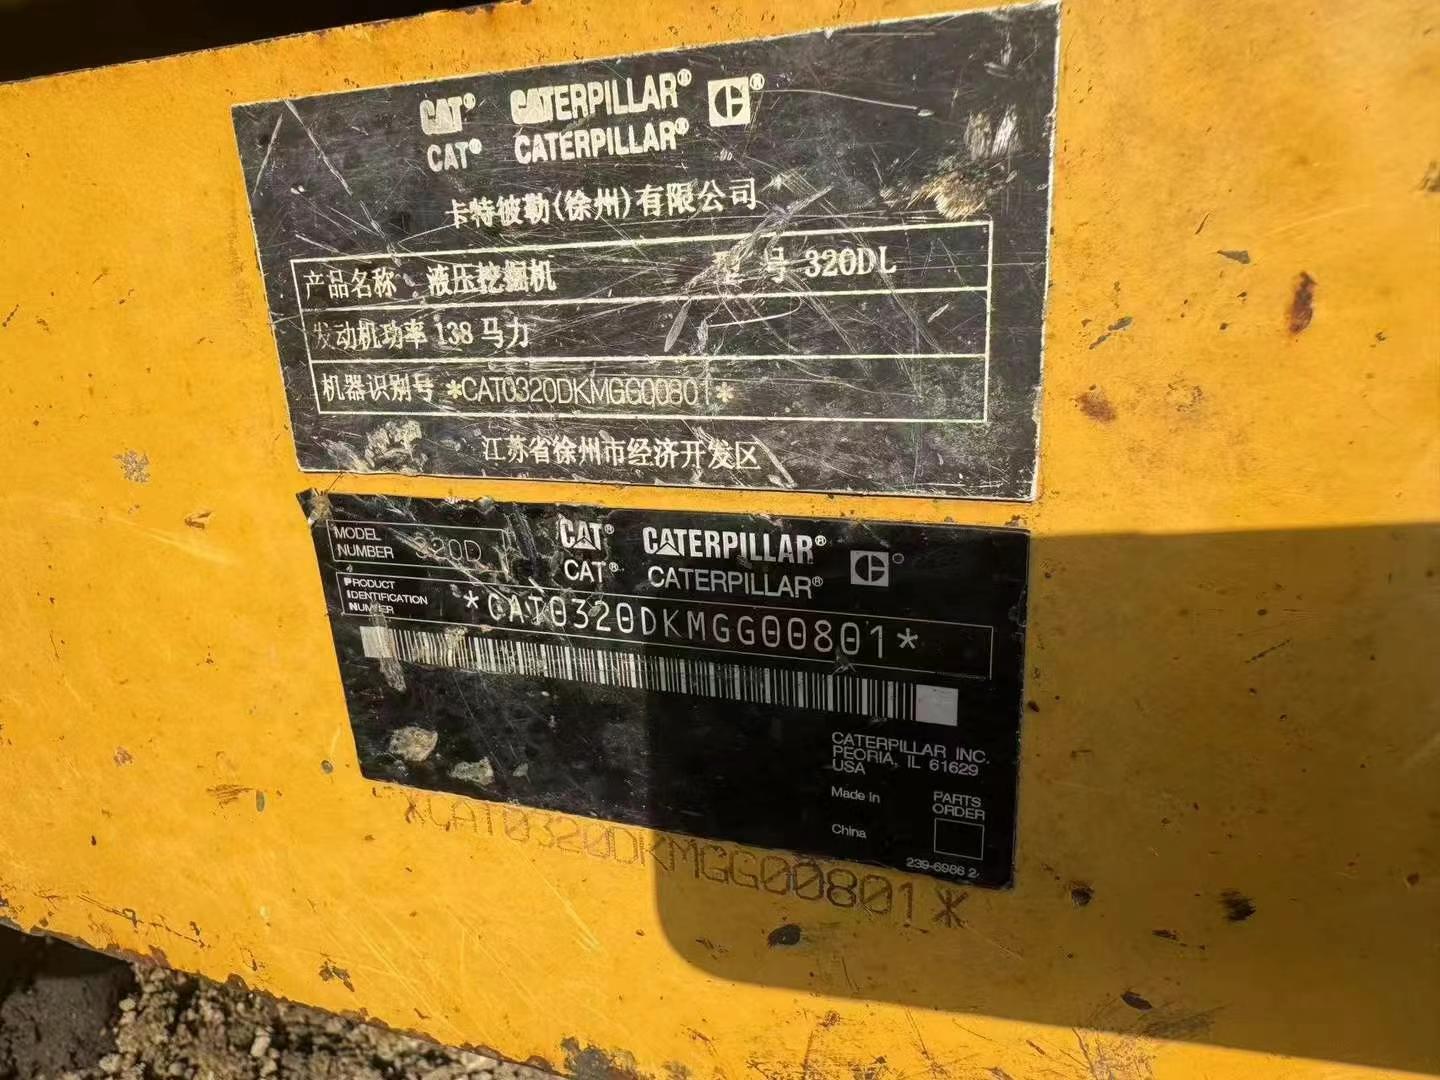 CAT® CATERPILLAR® ®
CAT® CATERPILLAR®
卡特彼勒(徐州)有限公司
产品名称 液压挖掘机 型号 320DL
发动机功率 138 马力
机器识别号 *CAT0320DKMGG00801*
江苏省徐州市经济开发区
MODEL NUMBER 320D
CAT® CATERPILLAR® ®
CAT® CATERPILLAR®
PRODUCT
IDENTIFICATION
NUMBER
*CAT0320DKMGG00801*
CATERPILLAR INC.
PEORIA, IL 61629
USA
Made in
China
PARTS
ORDER
239-6986 2
*CAT0320DKMGG00801*